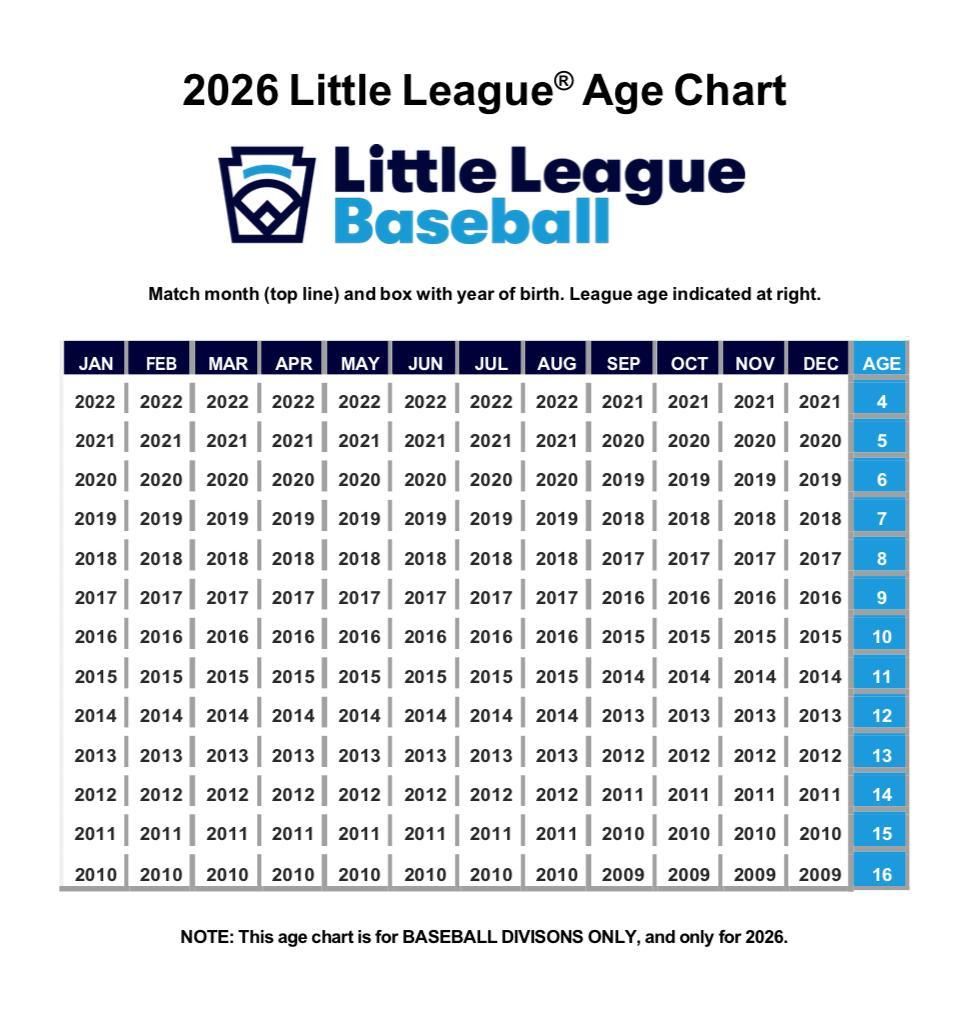 2026 Little League® Age Chart
Little League
Baseball
Match month (top line) and box with year of birth. League age indicated at right.
JAN FEB MAR APR MAY JUN JUL AUG SEP OCT NOV DEC AGE
2022 2022 2022 2022 2022 2022 2022 2022 2021 2021 2021 2021 4
2021 2021 2021 2021 2021 2021 2021 2021 2020 2020 2020 2020 5
2020 2020 2020 2020 2020 2020 2020 2020 2019 2019 2019 2019 6
2019 2019 2019 2019 2019 2019 2019 2019 2018 2018 2018 2018 7
2018 2018 2018 2018 2018 2018 2018 2018 2017 2017 2017 2017 8
2017 2017 2017 2017 2017 2017 2017 2017 2016 2016 2016 2016 9
2016 2016 2016 2016 2016 2016 2016 2016 2015 2015 2015 2015 10
2015 2015 2015 2015 2015 2015 2015 2015 2014 2014 2014 2014 11
2014 2014 2014 2014 2014 2014 2014 2014 2013 2013 2013 2013 12
2013 2013 2013 2013 2013 2013 2013 2013 2012 2012 2012 2012 13
2012 2012 2012 2012 2012 2012 2012 2012 2011 2011 2011 2011 14
2011 2011 2011 2011 2011 2011 2011 2011 2010 2010 2010 2010 15
2010 2010 2010 2010 2010 2010 2010 2010 2009 2009 2009 2009 16
NOTE: This age chart is for BASEBALL DIVISONS ONLY, and only for 2026.